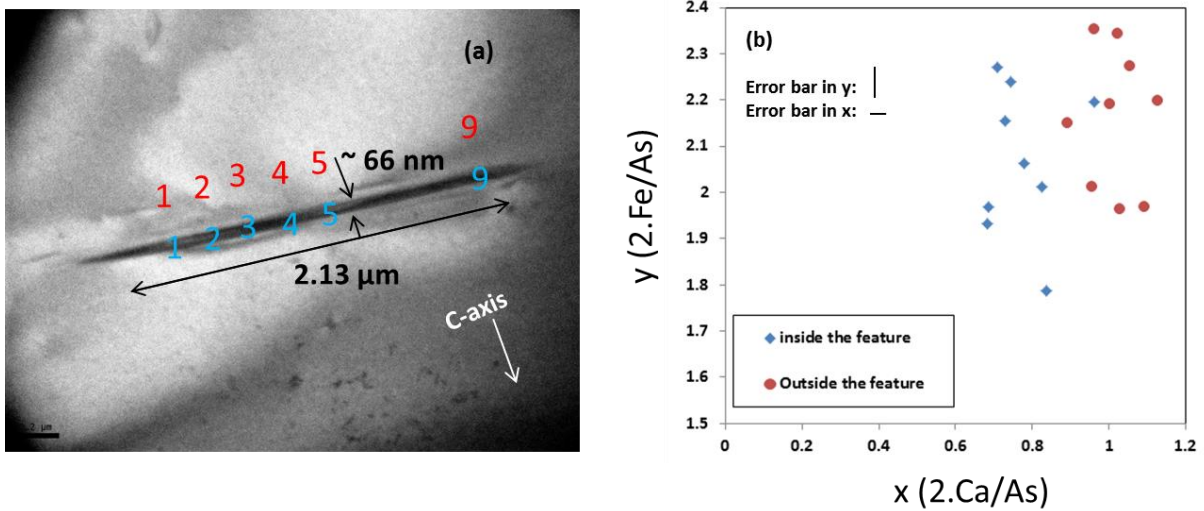 (a)
1 2 3 4 5 9
~ 66 nm
1 2 3 4 5 9
2.13 µm
C-axis
(b)
Error bar in y:
Error bar in x:
y (2.Fe/As)
2.4
2.3
2.2
2.1
2
1.9
1.8
1.7
1.6
1.5
inside the feature
Outside the feature
0 0.2 0.4 0.6 0.8 1 1.2
x (2.Ca/As)